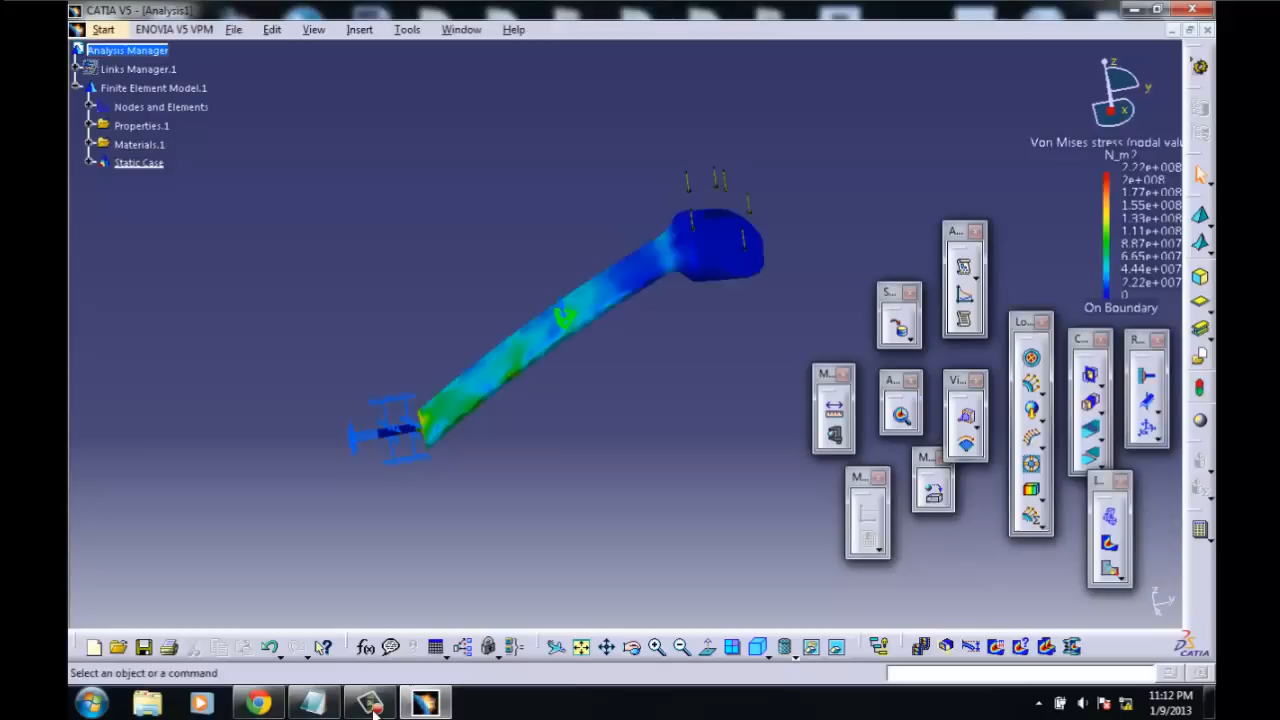 CATIA V5 - [Analysis1]
Start ENOVIA V5 VPM File Edit View Insert Tools Window Help
Analysis Manager
Links Manager.1
Finite Element Model.1
Nodes and Elements
Properties.1
Materials.1
Static Case
z
y
x
Von Mises stress (nodal valu
N_m2
2.22e+008
2e+008
1.77e+008
1.55e+008
1.33e+008
1.11e+008
8.87e+007
6.65e+007
4.44e+007
2.22e+007
0
On Boundary
A...
S...
Lo...
C...
R...
M...
A...
Vi...
M...
M...
I...
f(x)
CATIA
Select an object or a command
11:12 PM
1/9/2013